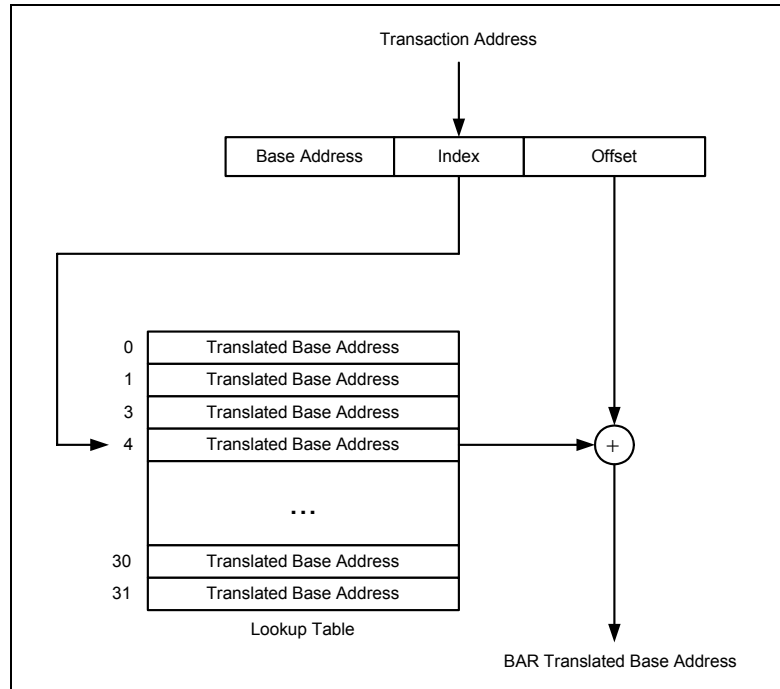 Transaction Address
Base Address Index Offset
0 Translated Base Address
1 Translated Base Address
3 Translated Base Address
4 Translated Base Address
+
...
30 Translated Base Address
31 Translated Base Address
Lookup Table
BAR Translated Base Address